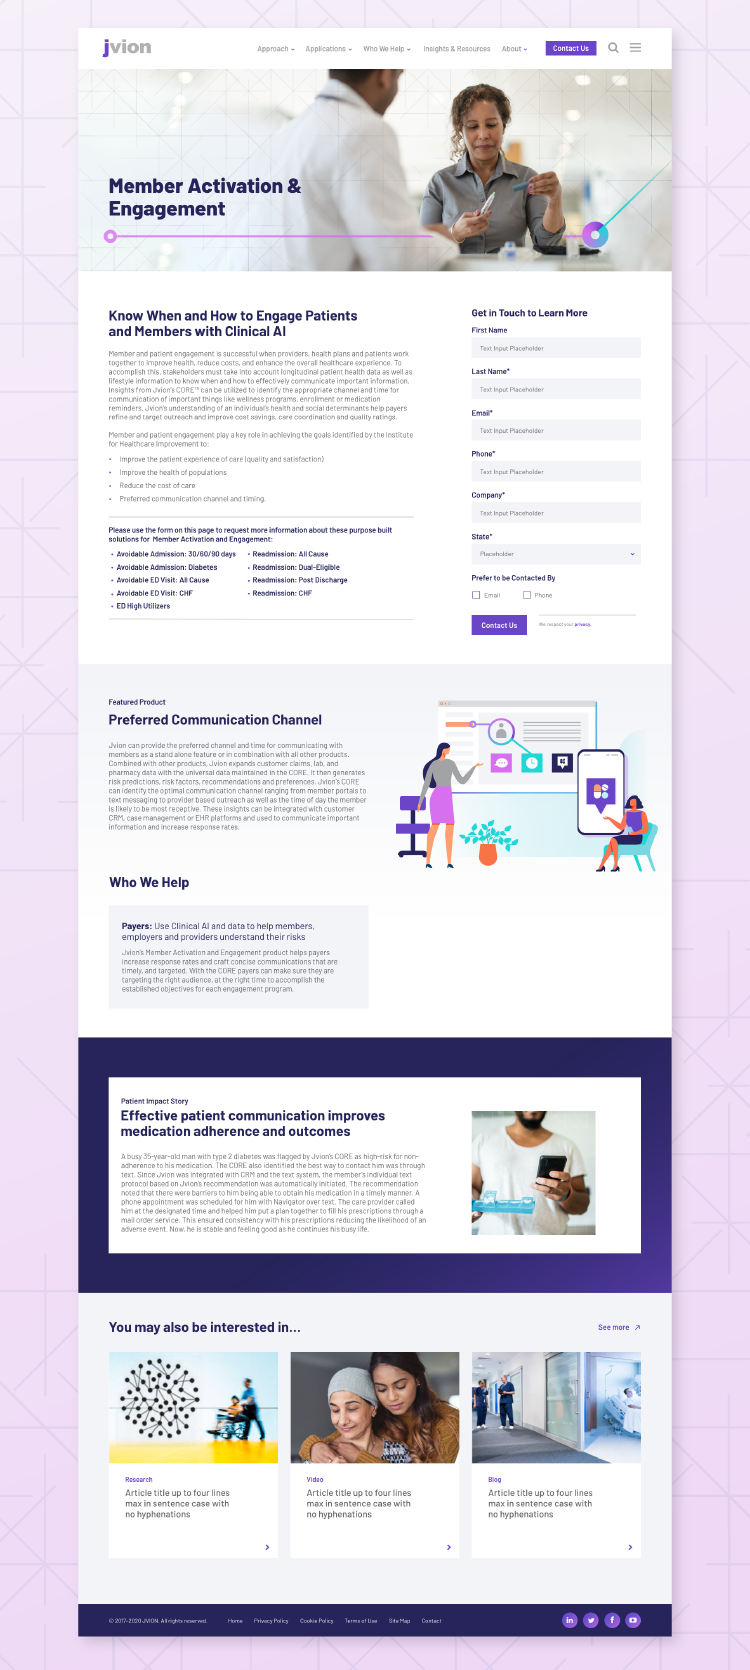 jvion
Approach
Applications
Who We Help
Insights & Resources
About
Contact Us
Member Activation &
Engagement
Know When and How to Engage Patients
and Members with Clinical AI
Member and patient engagement is successful when providers, health plans and patients work
together to improve health, reduce costs, and enhance the overall healthcare experience. To
accomplish this, stakeholders must take into account longitudinal patient health data as well as
lifestyle information to know when and how to effectively communicate important information.
Insights from Jvion's CORE™ can be utilized to identify the appropriate channel and time for
communication of important things like wellness programs, enrollment or medication
reminders. Jvion's understanding of an individual's health and social determinants help payers
refine and target outreach and improve cost savings, care coordination and quality ratings.
Member and patient engagement play a key role in achieving the goals identified by the Institute
for Healthcare Improvement to:
• Improve the patient experience of care (quality and satisfaction)
• Improve the health of populations
• Reduce the cost of care
• Preferred communication channel and timing.
Please use the form on this page to request more information about these purpose built
solutions for Member Activation and Engagement:
• Avoidable Admission: 30/60/90 days
• Avoidable Admission: Diabetes
• Avoidable ED Visit: All Cause
• Avoidable ED Visit: CHF
• ED High Utilizers
• Readmission: All Cause
• Readmission: Dual-Eligible
• Readmission: Post Discharge
• Readmission: CHF
Get in Touch to Learn More
First Name
Text Input Placeholder
Last Name*
Text Input Placeholder
Email*
Text Input Placeholder
Phone*
Text Input Placeholder
Company*
Text Input Placeholder
State*
Placeholder
Prefer to be Contacted By
Email
Phone
Contact Us
We respect your privacy.
Featured Product
Preferred Communication Channel
Jvion can provide the preferred channel and time for communicating with
members as a stand alone feature or in combination with all other products.
Combined with other products, Jvion expands customer claims, lab, and
pharmacy data with the universal data maintained in the CORE. It then generates
risk predictions, risk factors, recommendations and preferences. Jvion's CORE
can identify the optimal communication channel ranging from member portals to
text messaging to provider based outreach as well as the time of day the member
is likely to be most receptive. These insights can be integrated with customer
CRM, case management or EHR platforms and used to communicate important
information and increase response rates.
Who We Help
Payers: Use Clinical AI and data to help members,
employers and providers understand their risks
Jvion's Member Activation and Engagement product helps payers
increase response rates and craft concise communications that are
timely, and targeted. With the CORE payers can make sure they are
targeting the right audience, at the right time to accomplish the
established objectives for each engagement program.
Patient Impact Story
Effective patient communication improves
medication adherence and outcomes
A busy 35-year-old man with type 2 diabetes was flagged by Jvion's CORE as high-risk for non-
adherence to his medication. The CORE also identified the best way to contact him was through
text. Since Jvion was integrated with CRM and the text system, the member's individual text
protocol based on Jvions recommendation was automatically initiated. The recommendation
noted that there were barriers to him being able to obtain his medication in a timely manner. A
phone appointment was scheduled for him with Navigator over text. The care provider called
him at the designated time and helped him put a plan together to fill his prescriptions through a
mail order service. This ensured consistency with his prescriptions reducing the likelihood of an
adverse event. Now, he is stable and feeling good as he continues his busy life.
You may also be interested in...
See more
Research
Article title up to four lines
max in sentence case with
no hyphenations
Video
Article title up to four lines
max in sentence case with
no hyphenations
Blog
Article title up to four lines
max in sentence case with
no hyphenations
© 2017-2020 JVION. All rights reserved.
Home
Privacy Policy
Cookie Policy
Terms of Use
Site Map
Contact